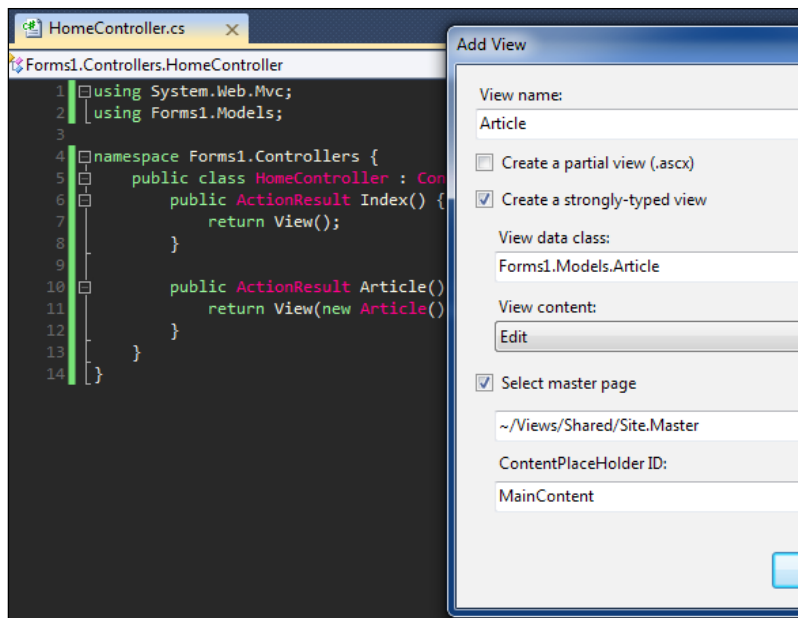 HomeController.cs
Forms1.Controllers.HomeController
1 using System.Web.Mvc;
2 using Forms1.Models;
3
4 namespace Forms1.Controllers {
5 public class HomeController : Con
6 public ActionResult Index() {
7 return View();
8 }
9
10 public ActionResult Article()
11 return View(new Article()
12 }
13 }
14 }
Add View
View name:
Article
Create a partial view (.ascx)
Create a strongly-typed view
View data class:
Forms1.Models.Article
View content:
Edit
Select master page
~/Views/Shared/Site.Master
ContentPlaceHolder ID:
MainContent